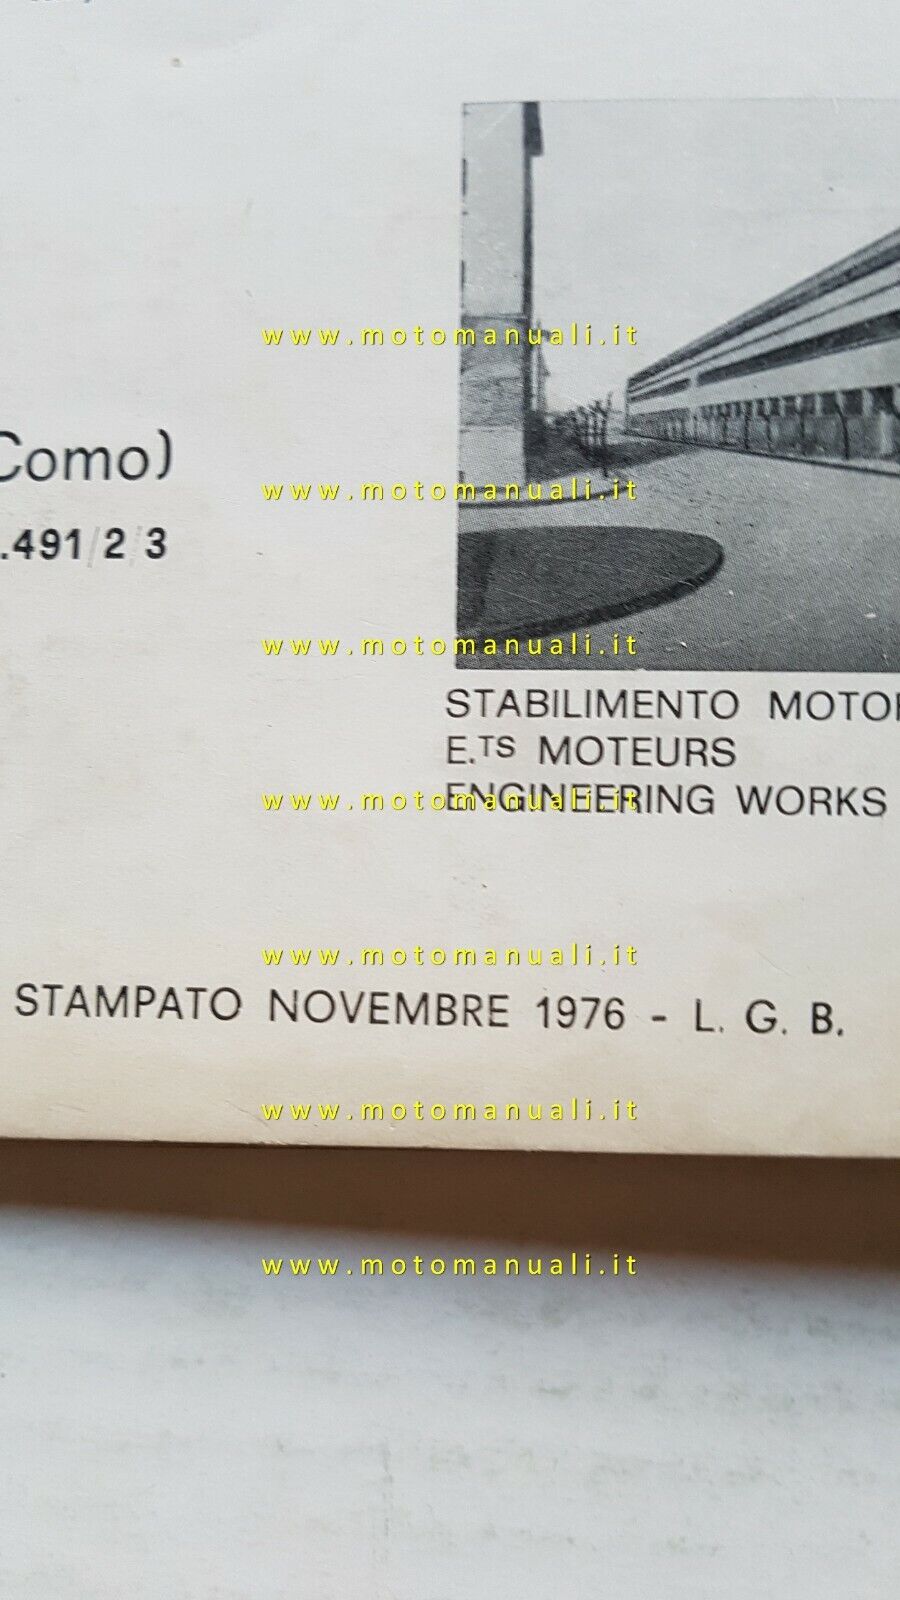 www.motomanuali.it
Como)
www.motomanuali.it
.491/2/3
www.motomanuali.it
STABILIMENTO MOTOR
E.TS MOTEURS
ENGINEERING WORKS
www.motomanuali.it
www.motomanuali.it
STAMPATO NOVEMBRE 1976 - L. G. B.
www.motomanuali.it
www.motomanuali.it